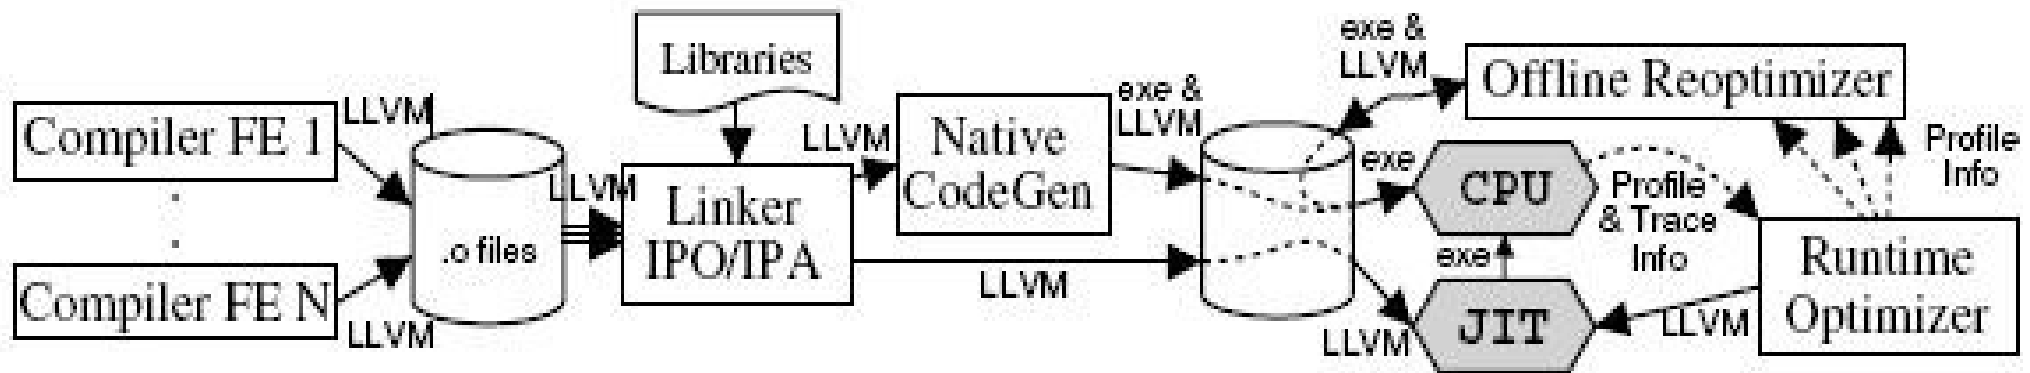 Compiler FE 1
LLVM
.
.
Compiler FE N
LLVM
.o files
LLVM
Libraries
Linker
IPO/IPA
LLVM
Native
CodeGen
exe &
LLVM
LLVM
exe &
LLVM
Offline Reoptimizer
exe
CPU
Profile
& Trace
Info
Profile
Info
exe
LLVM
JIT
LLVM
Runtime
Optimizer